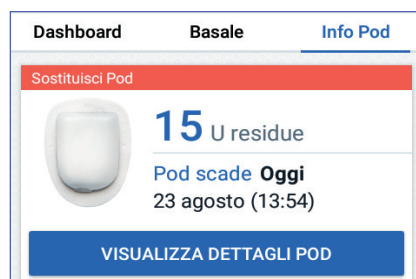 Dashboard Basale Info Pod
Sostituisci Pod
15 U residue
Pod scade Oggi
23 agosto (13:54)
VISUALIZZA DETTAGLI POD